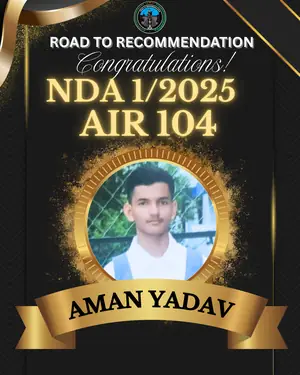 ROAD TO RECOMMENDATION
Congratulations!
NDA 1/2025
AIR 104
AMAN YADAV